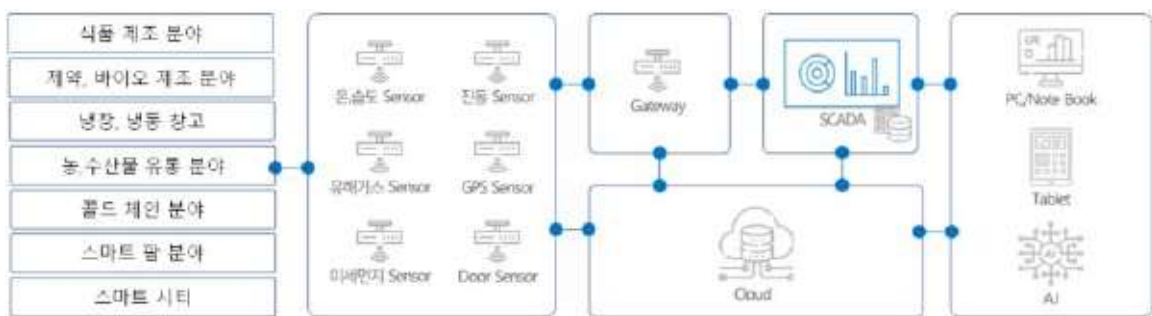 식품 제조 분야
제약, 바이오 제조 분야
냉장, 냉동 창고
농,수산물 유통 분야
콜드 체인 분야
스마트 팜 분야
스마트 시티
온,습도 Sensor
진동 Sensor
유해가스 Sensor
GPS Sensor
미세먼지 Sensor
Door Sensor
Gateway
SCADA
Cloud
PC/Note Book
Tablet
AI
AI